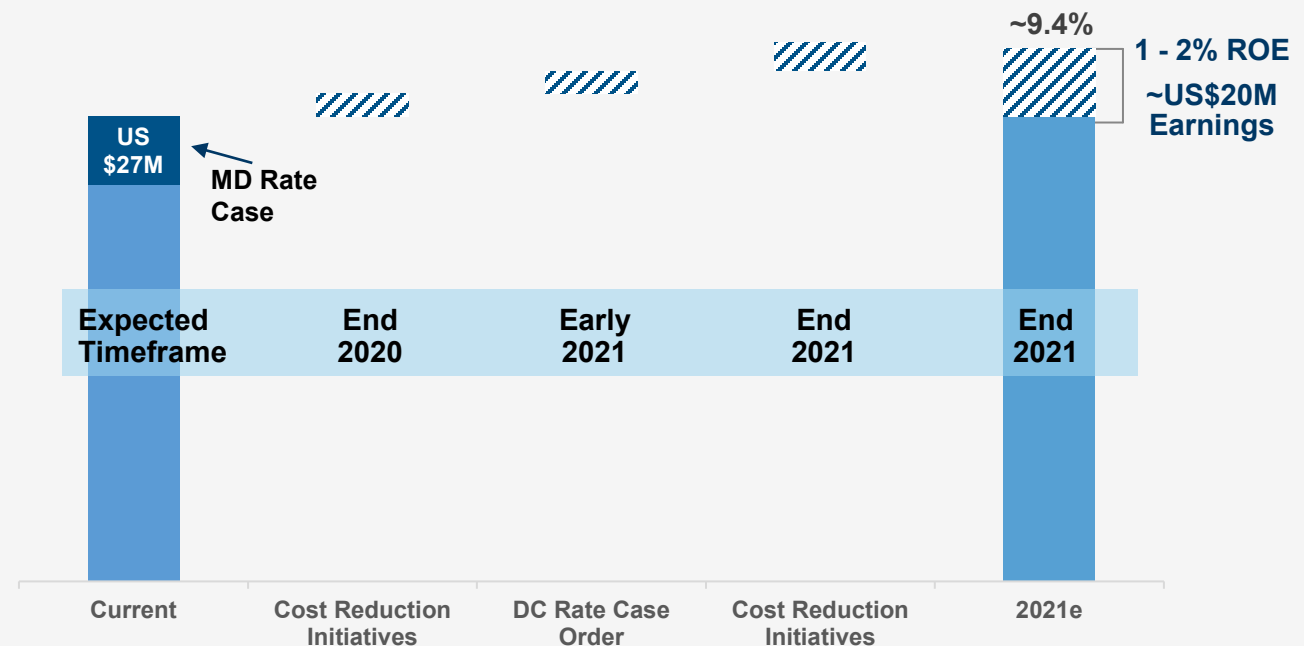 ~9.4%
1 - 2% ROE
~US$20M
Earnings
US
$27M
MD Rate
Case
Expected
Timeframe
End
2020
Early
2021
End
2021
End
2021
Current
Cost Reduction
Initiatives
DC Rate Case
Order
Cost Reduction
Initiatives
2021e